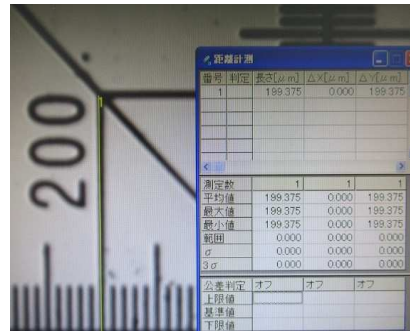 200
距離計測
番号 判定 長さ[μm] △X[μm] △Y[μm]
1 199.375 0.000 199.375
測定数 1 1 1
平均値 199.375 0.000 199.375
最大値 199.375 0.000 199.375
最小値 199.375 0.000 199.375
範囲 0.000 0.000 0.000
σ 0.000 0.000 0.000
3σ 0.000 0.000 0.000
公差判定 オフ オフ オフ
上限値
基準値
下限値